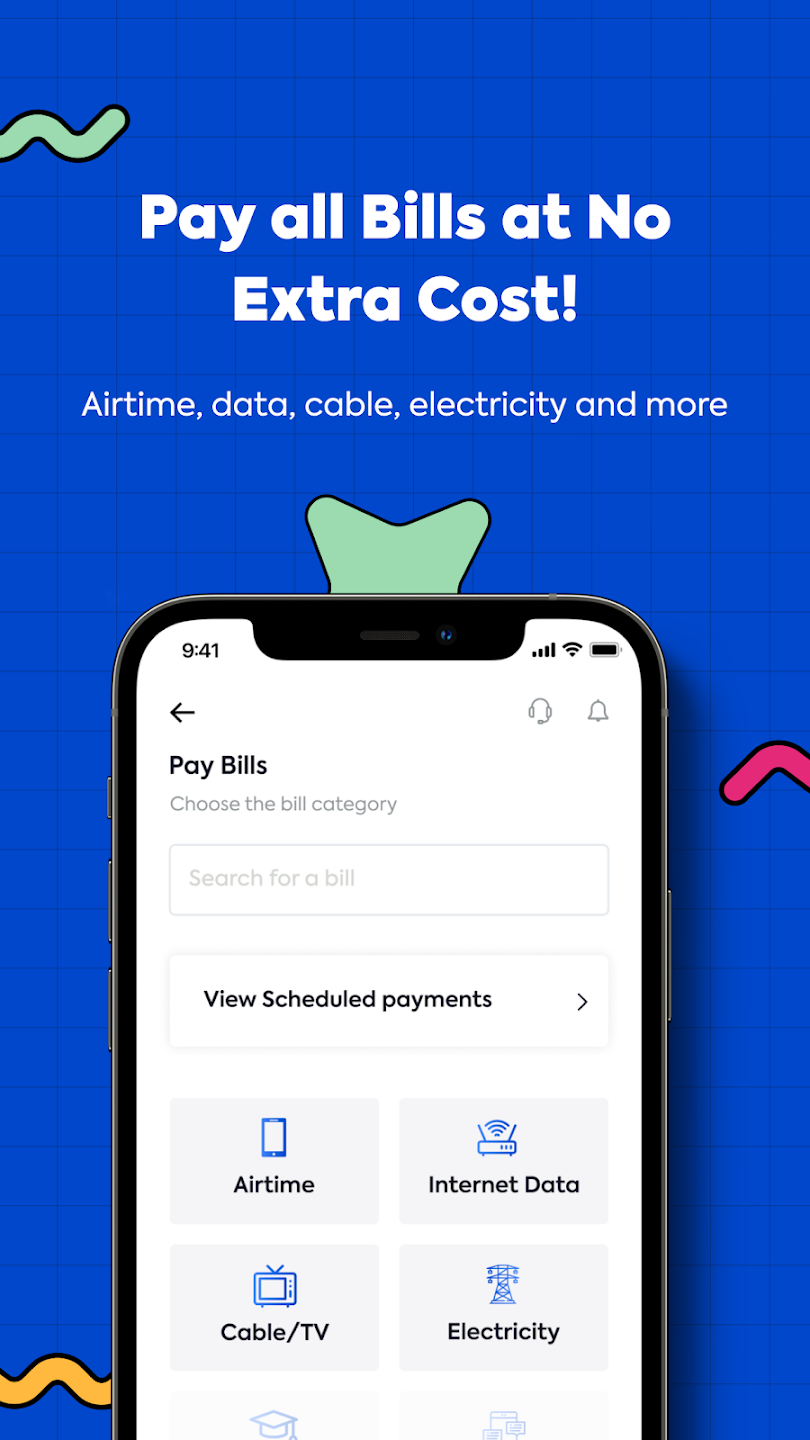 Pay all Bills at No
Extra Cost!
Airtime, data, cable, electricity and more
9:41
Pay Bills
Choose the bill category
Search for a bill
View Scheduled payments
Airtime
Internet Data
Cable/TV
Electricity